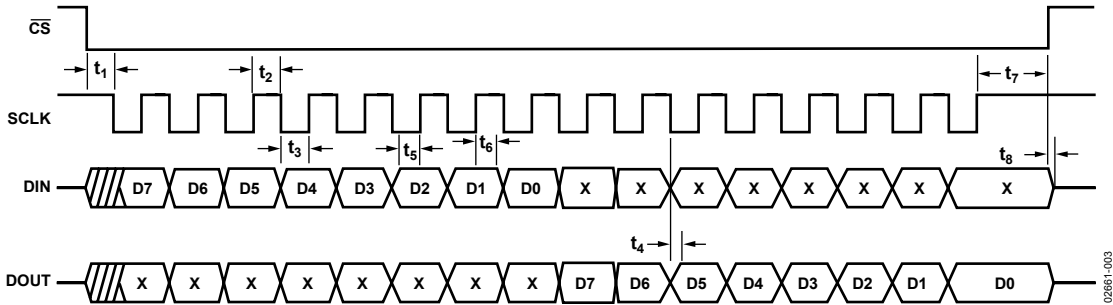 CS
t1 t2 t7
SCLK
t3 t5 t6 t8
DIN D7 D6 D5 D4 D3 D2 D1 D0 X X X X X X X X
t4
DOUT X X X X X X X X D7 D6 D5 D4 D3 D2 D1 D0
02661-003